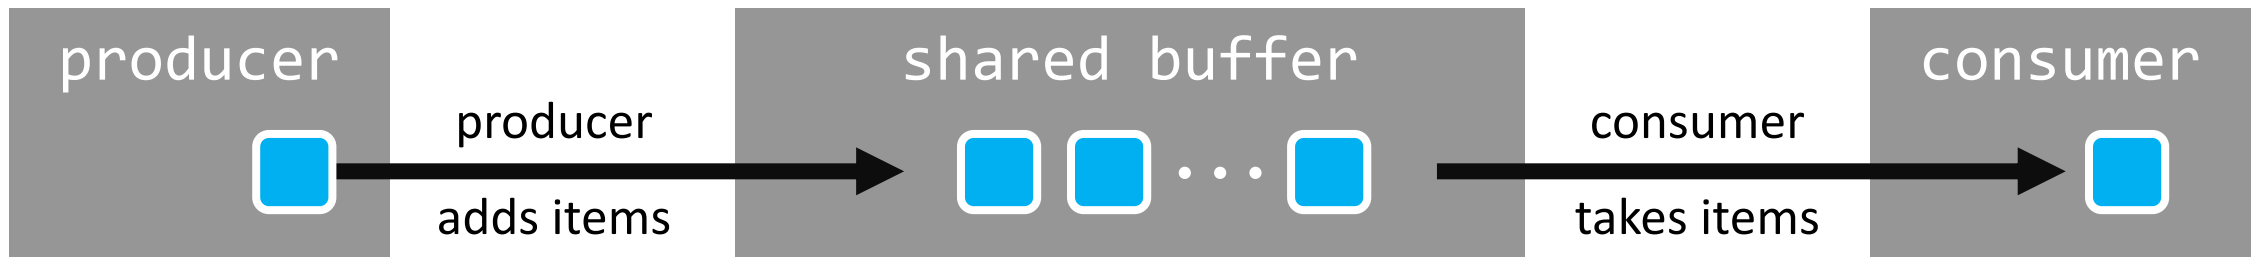 producer
producer
adds items
shared buffer
consumer
takes items
consumer